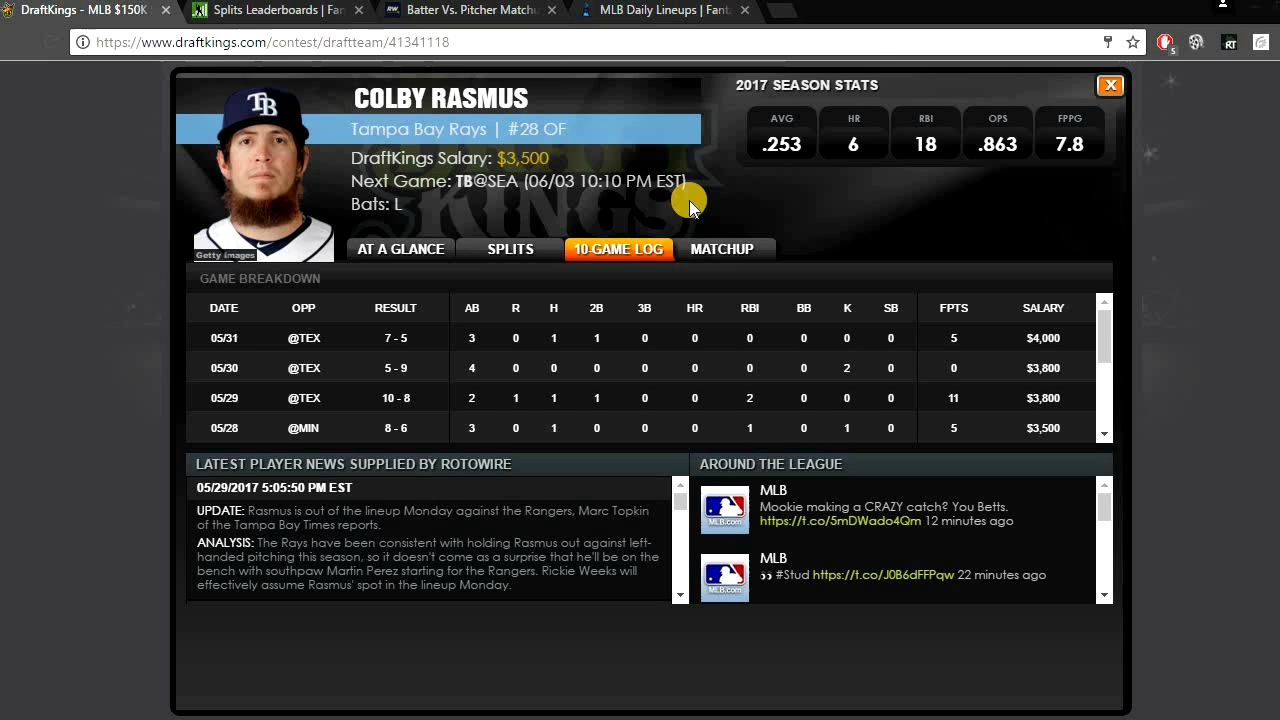 DraftKings - MLB $150K
Splits Leaderboards | Fan
Batter Vs. Pitcher Matchu
MLB Daily Lineups | Fanta
https://www.draftkings.com/contest/draftteam/41341118
5
RT
TB
COLBY RASMUS
Tampa Bay Rays | #28 OF
DraftKings Salary: $3,500
Next Game: TB@SEA (06/03 10:10 PM EST)
Bats: L
KINGS
Getty Images
2017 SEASON STATS
X
AVG HR RBI OPS FPPG
.253 6 18 .863 7.8
AT A GLANCE SPLITS 10-GAME LOG MATCHUP
GAME BREAKDOWN
DATE OPP RESULT AB R H 2B 3B HR RBI BB K SB FPTS SALARY
05/31 @TEX 7 - 5 3 0 1 1 0 0 0 0 0 0 5 $4,000
05/30 @TEX 5 - 9 4 0 0 0 0 0 0 0 2 0 0 $3,800
05/29 @TEX 10 - 8 2 1 1 1 0 0 2 0 0 0 11 $3,800
05/28 @MIN 8 - 6 3 0 1 0 0 0 1 0 1 0 5 $3,500
LATEST PLAYER NEWS SUPPLIED BY ROTOWIRE
05/29/2017 5:05:50 PM EST
UPDATE: Rasmus is out of the lineup Monday against the Rangers, Marc Topkin
of the Tampa Bay Times reports.
ANALYSIS: The Rays have been consistent with holding Rasmus out against left-
handed pitching this season, so it doesn't come as a surprise that he'll be on the
bench with southpaw Martin Perez starting for the Rangers. Rickie Weeks will
effectively assume Rasmus' spot in the lineup Monday.
AROUND THE LEAGUE
MLB.com
MLB
Mookie making a CRAZY catch? You Betts.
https://t.co/5mDWado4Qm 12 minutes ago
MLB.com
MLB
👀 #Stud https://t.co/J0B6dFFPqw 22 minutes ago